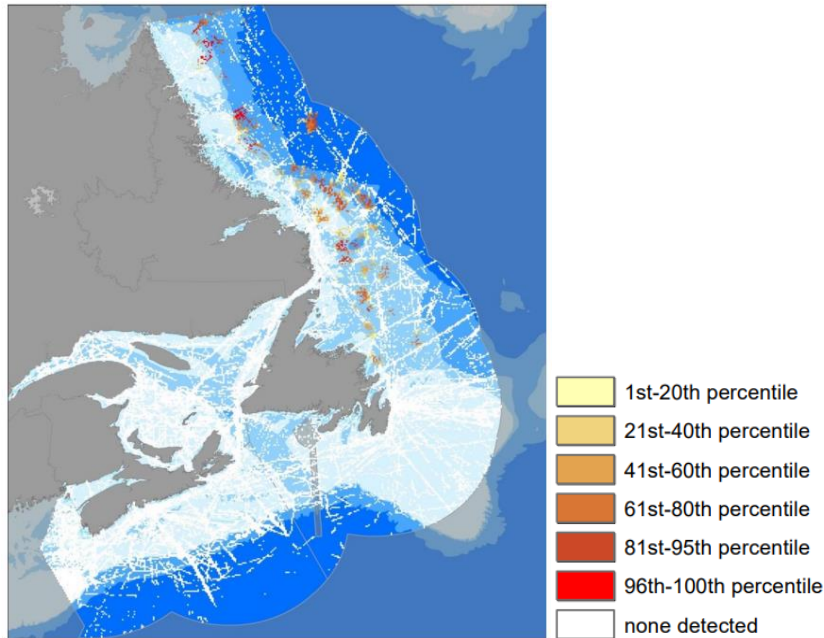 1st-20th percentile
21st-40th percentile
41st-60th percentile
61st-80th percentile
81st-95th percentile
96th-100th percentile
none detected